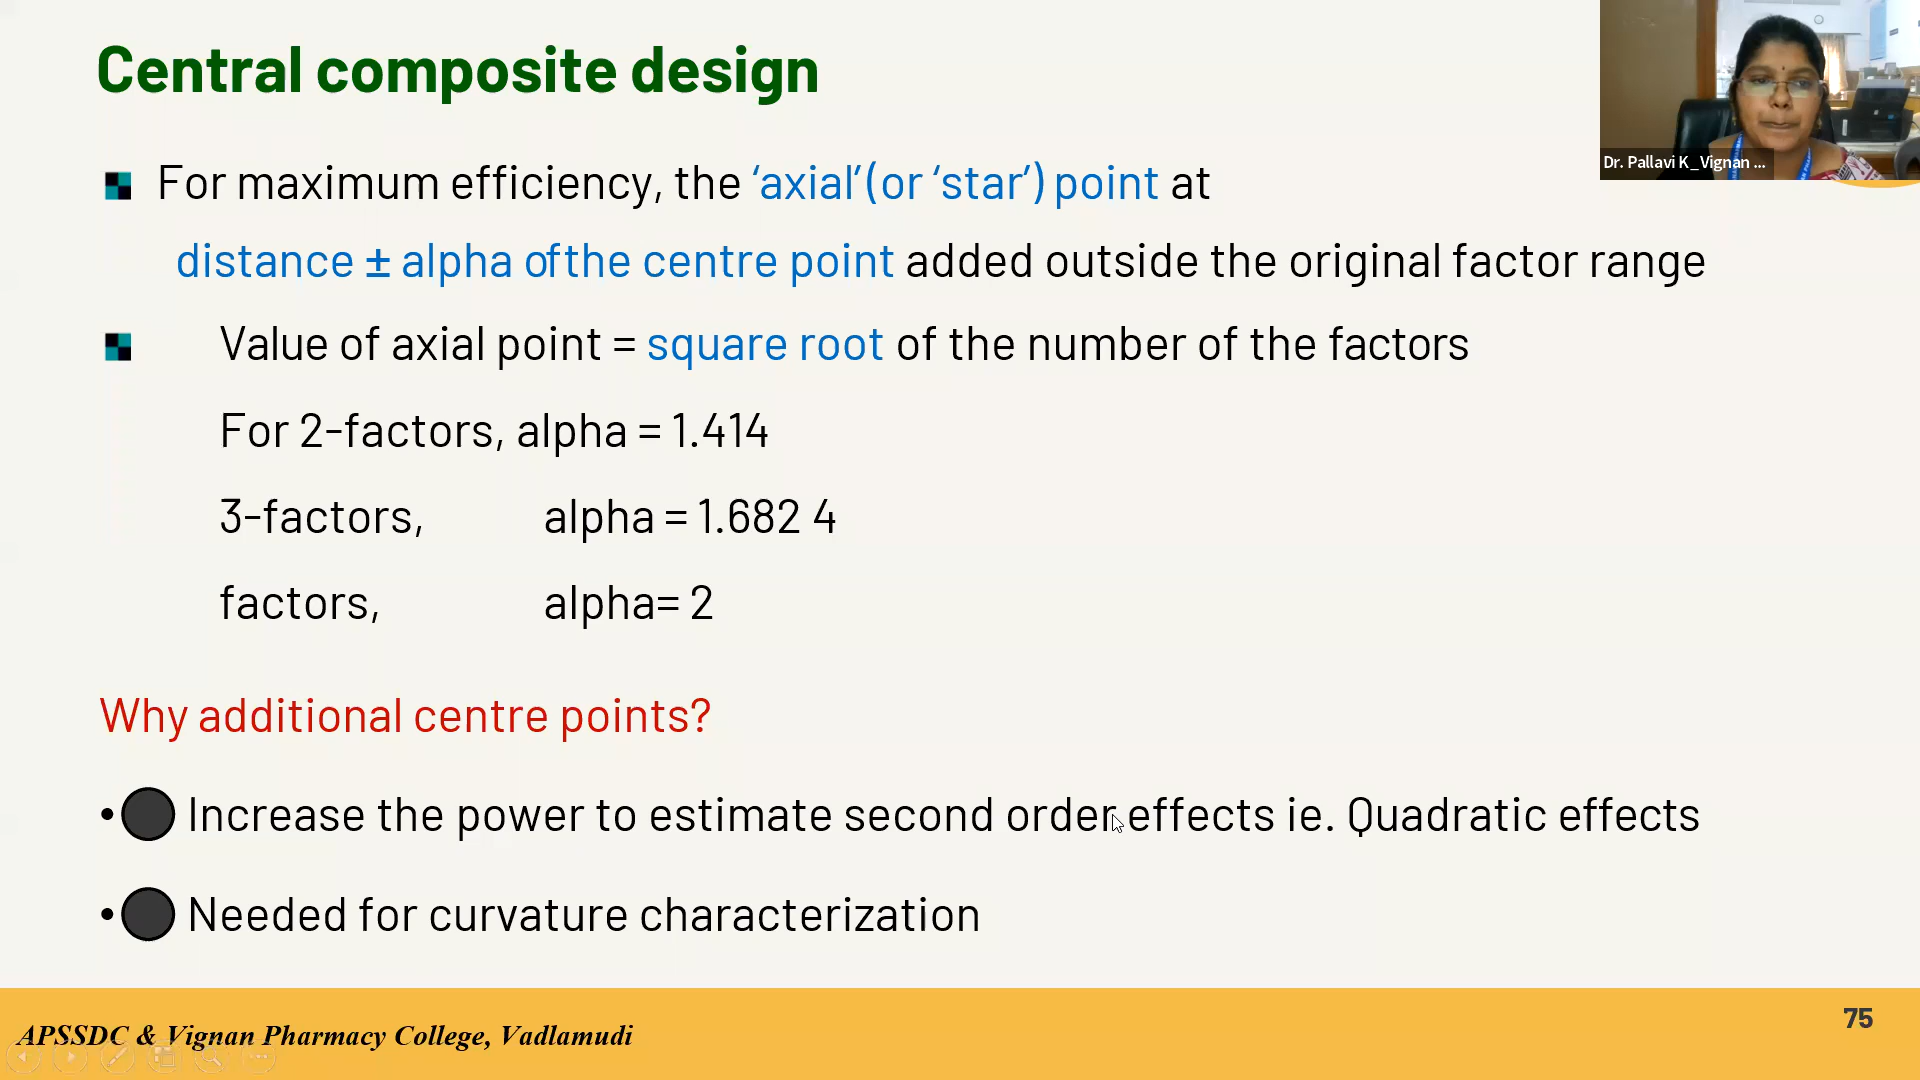 Central composite design
For maximum efficiency, the ‘axial’ (or ‘star’) point at
distance ± alpha ofthe centre point added outside the original factor range
Value of axial point = square root of the number of the factors
For 2-factors, alpha = 1.414
3-factors, alpha = 1.682 4
factors, alpha= 2
Why additional centre points?
• Increase the power to estimate second order effects ie. Quadratic effects
• Needed for curvature characterization
APSSDC & Vignan Pharmacy College, Vadlamudi
75
Dr. Pallavi K_Vignan ...